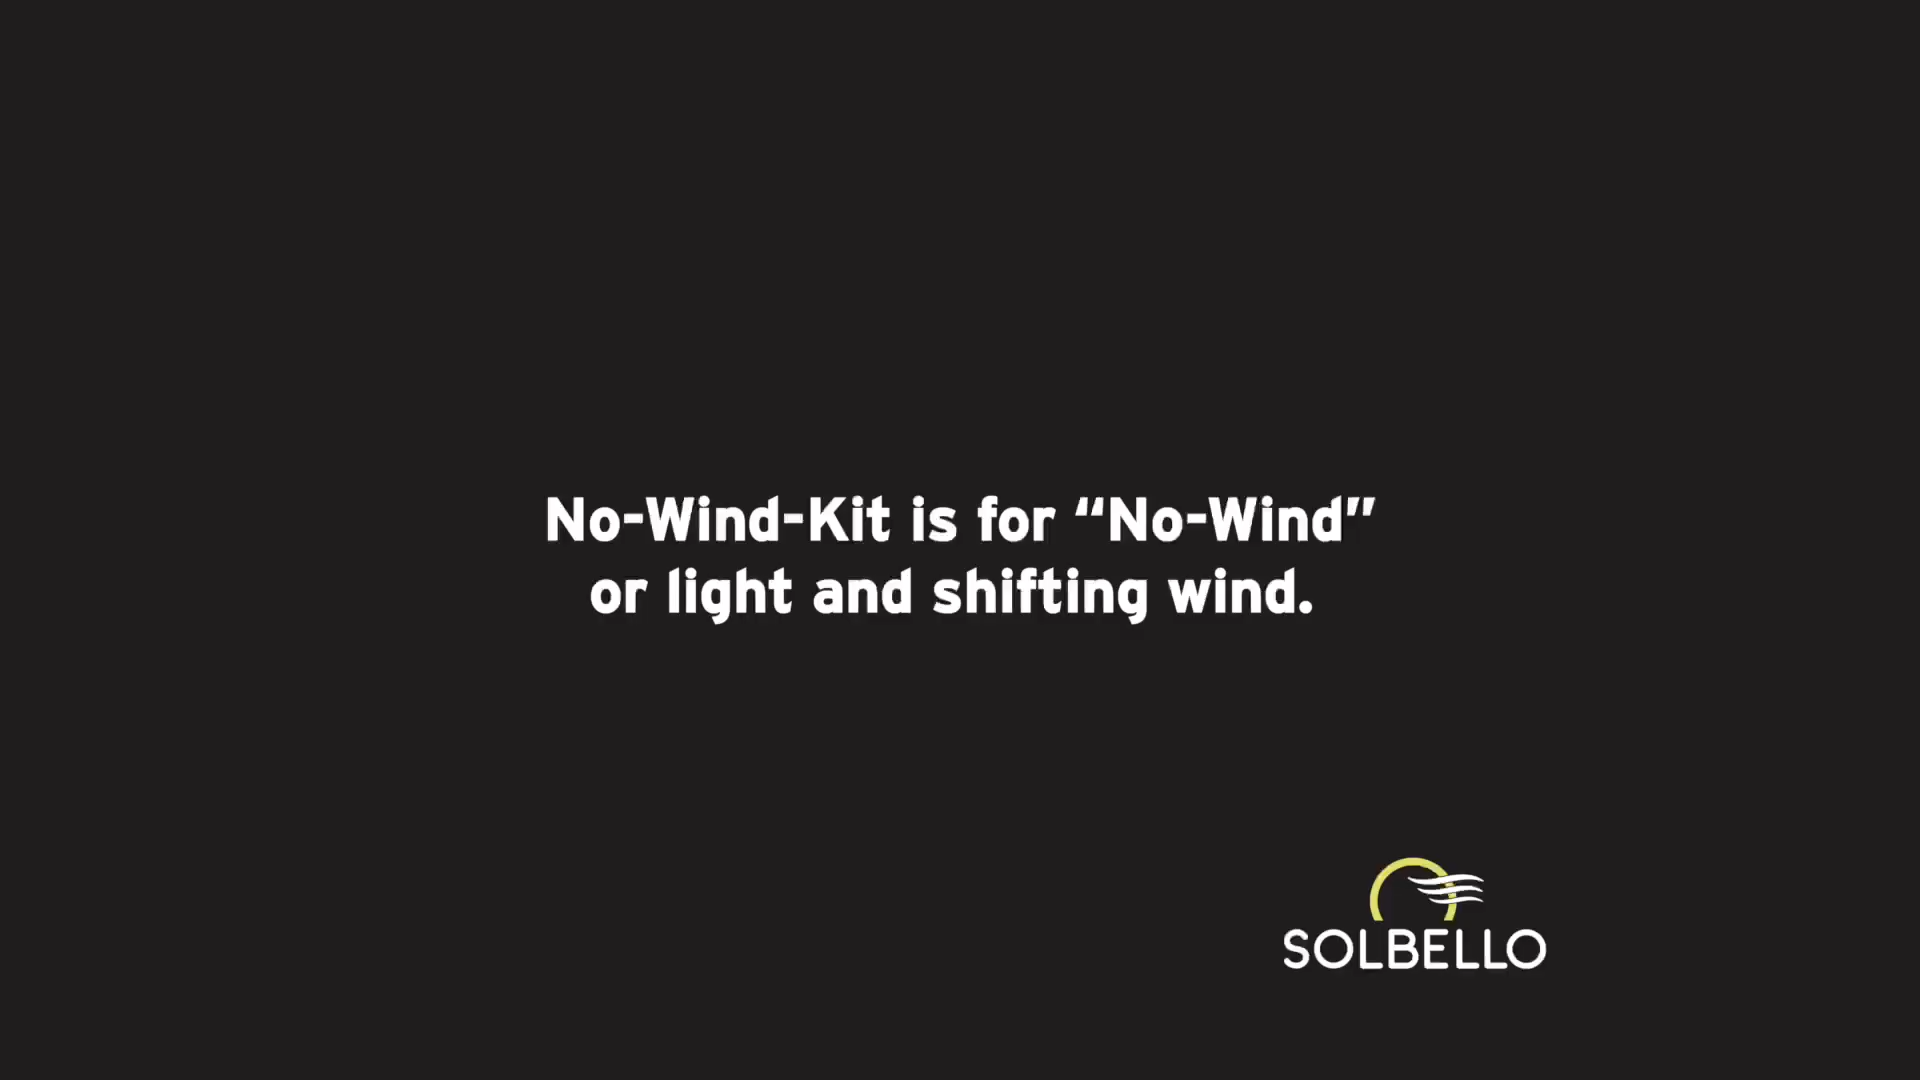 No-Wind-Kit is for “No-Wind”
or light and shifting wind.
SOLBELLO